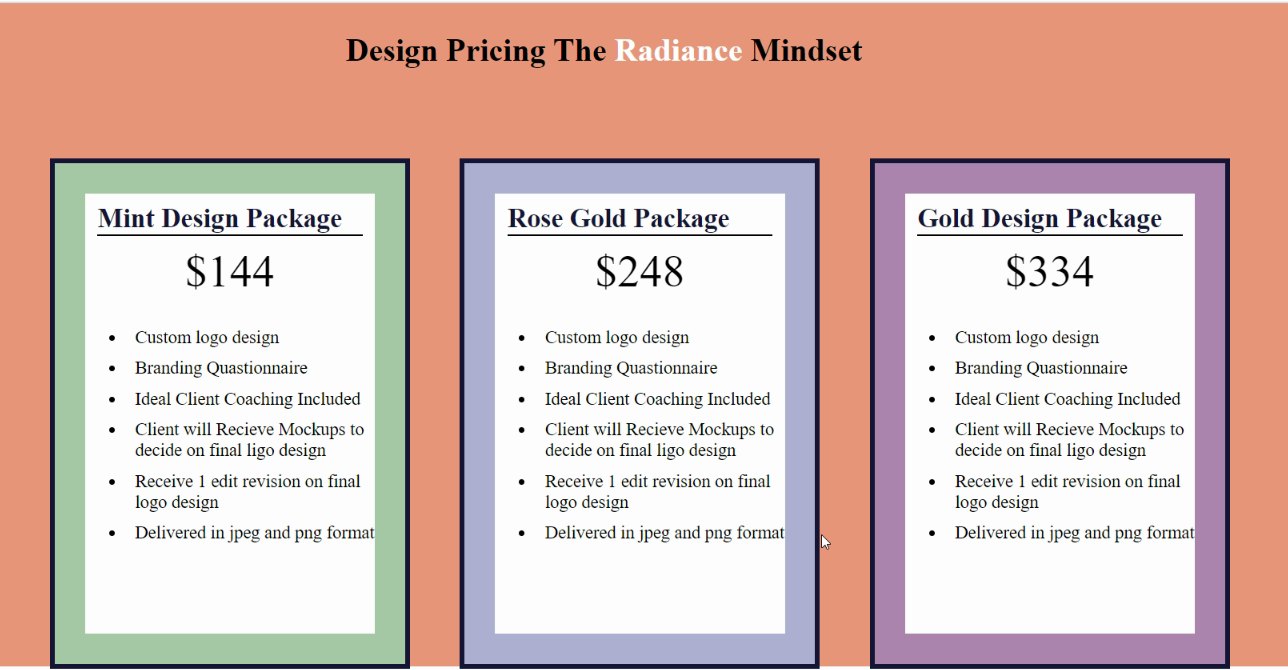 Design Pricing The Radiance Mindset
Mint Design Package
$144
• Custom logo design
• Branding Quastionnaire
• Ideal Client Coaching Included
• Client will Recieve Mockups to
decide on final ligo design
• Receive 1 edit revision on final
logo design
• Delivered in jpeg and png format
Rose Gold Package
$248
• Custom logo design
• Branding Quastionnaire
• Ideal Client Coaching Included
• Client will Recieve Mockups to
decide on final ligo design
• Receive 1 edit revision on final
logo design
• Delivered in jpeg and png format
Gold Design Package
$334
• Custom logo design
• Branding Quastionnaire
• Ideal Client Coaching Included
• Client will Recieve Mockups to
decide on final ligo design
• Receive 1 edit revision on final
logo design
• Delivered in jpeg and png format